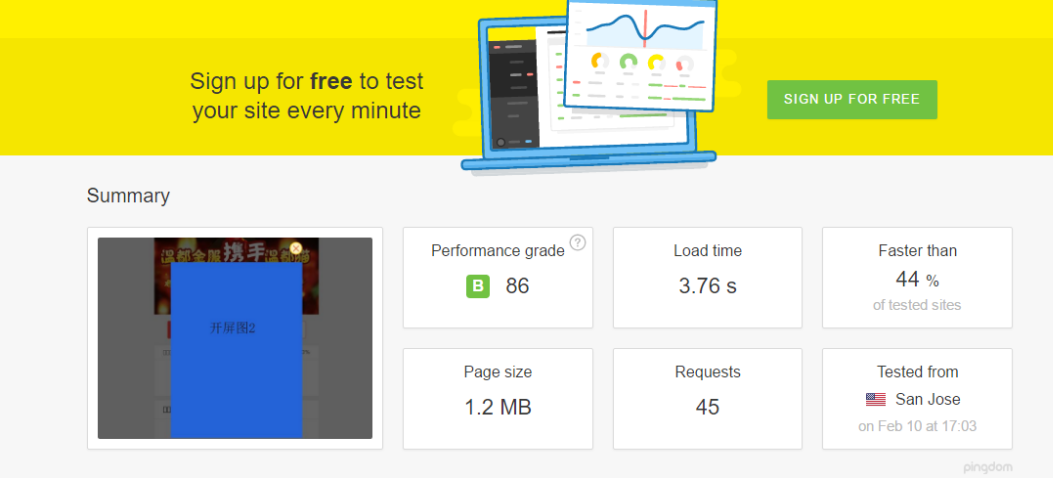 Sign up for free to test
your site every minute
SIGN UP FOR FREE
Summary
温都金服携手温都猫
开屏图2
Performance grade
?
B 86
Load time
3.76 s
Faster than
44 %
of tested sites
Page size
1.2 MB
Requests
45
Tested from
San Jose
on Feb 10 at 17:03
pingdom